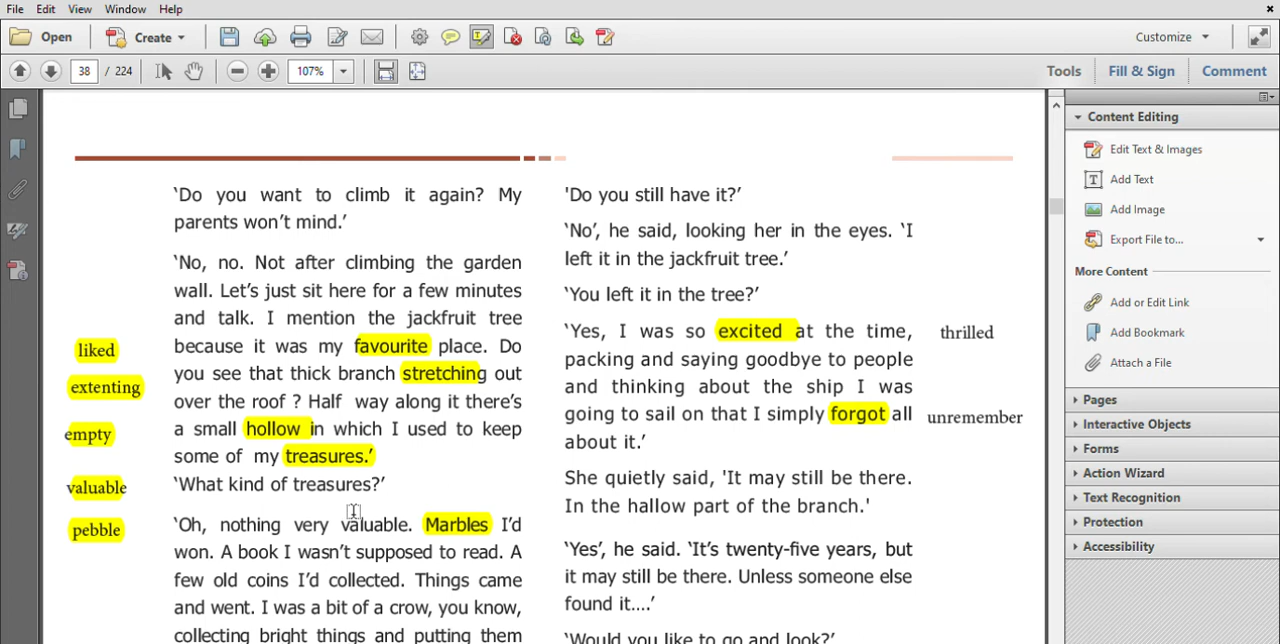 File Edit View Window Help
Open Create Customize
38 / 224 107% Tools Fill & Sign Comment
‘Do you want to climb it again? My
parents won’t mind.’
‘No, no. Not after climbing the garden
wall. Let’s just sit here for a few minutes
and talk. I mention the jackfruit tree
because it was my favourite place. Do
you see that thick branch stretching out
over the roof ? Half way along it there’s
a small hollow in which I used to keep
some of my treasures.’
‘What kind of treasures?’
‘Oh, nothing very valuable. Marbles I’d
won. A book I wasn’t supposed to read. A
few old coins I’d collected. Things came
and went. I was a bit of a crow, you know,
collecting bright things and putting them
liked
extenting
empty
valuable
pebble
'Do you still have it?’
‘No’, he said, looking her in the eyes. ‘I
left it in the jackfruit tree.’
‘You left it in the tree?’
‘Yes, I was so excited at the time,
packing and saying goodbye to people
and thinking about the ship I was
going to sail on that I simply forgot all
about it.’
She quietly said, 'It may still be there.
In the hallow part of the branch.'
‘Yes’, he said. ‘It’s twenty-five years, but
it may still be there. Unless someone else
found it....’
‘Would you like to go and look?’
thrilled
unremember
Content Editing
Edit Text & Images
Add Text
Add Image
Export File to...
More Content
Add or Edit Link
Add Bookmark
Attach a File
Pages
Interactive Objects
Forms
Action Wizard
Text Recognition
Protection
Accessibility